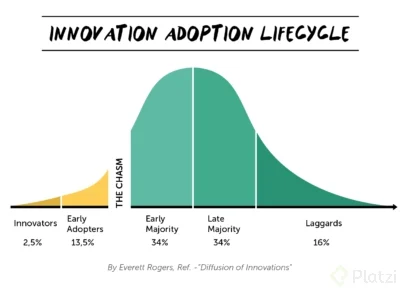 INNOVATION ADOPTION LIFECYCLE
THE CHASM
Innovators
2,5%
Early
Adopters
13,5%
Early
Majority
34%
Late
Majority
34%
Laggards
16%
By Everett Rogers, Ref. -"Diffusion of Innovations"
Platzi